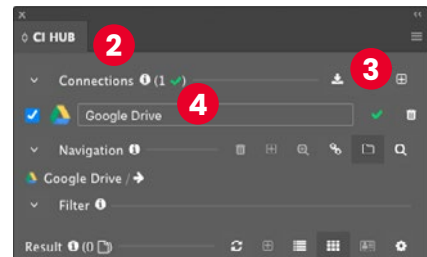 CI HUB
2
Connections (1 ✓)
3
Google Drive
4
Navigation
Google Drive /
Filter
Result (0)